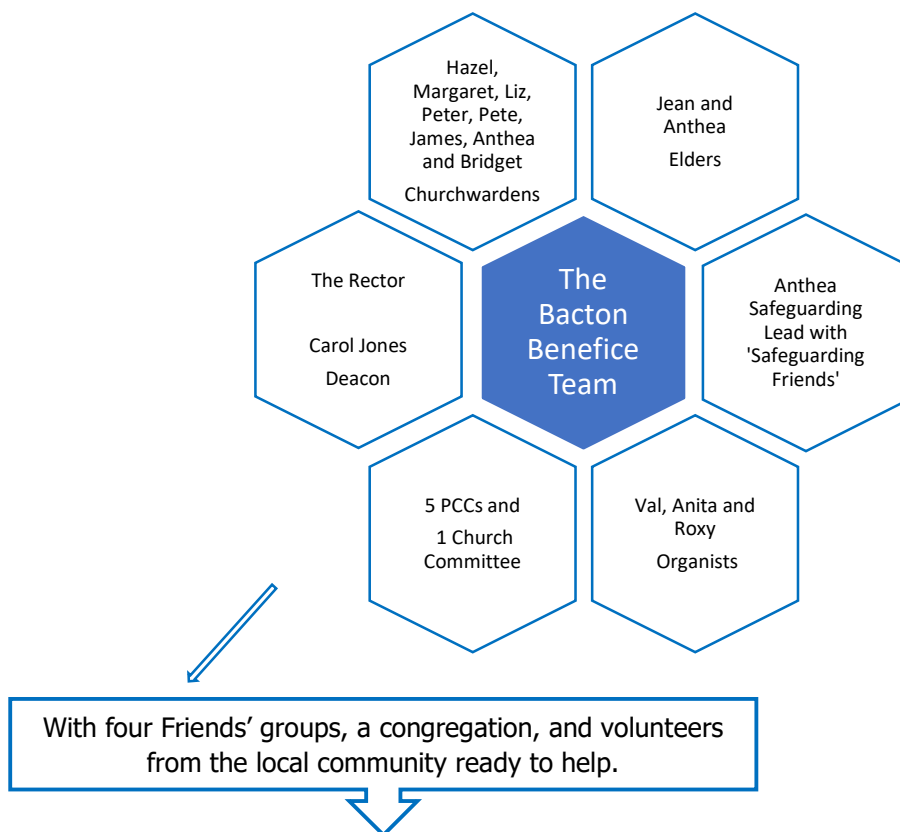 Hazel,
Margaret, Liz,
Peter, Pete,
James, Anthea
and Bridget
Churchwardens
Jean and
Anthea
Elders
The Rector
Carol Jones
Deacon
The
Bacton
Benefice
Team
Anthea
Safeguarding
Lead with
'Safeguarding
Friends'
5 PCCs and
1 Church
Committee
Val, Anita and
Roxy
Organists
With four Friends’ groups, a congregation, and volunteers
from the local community ready to help.